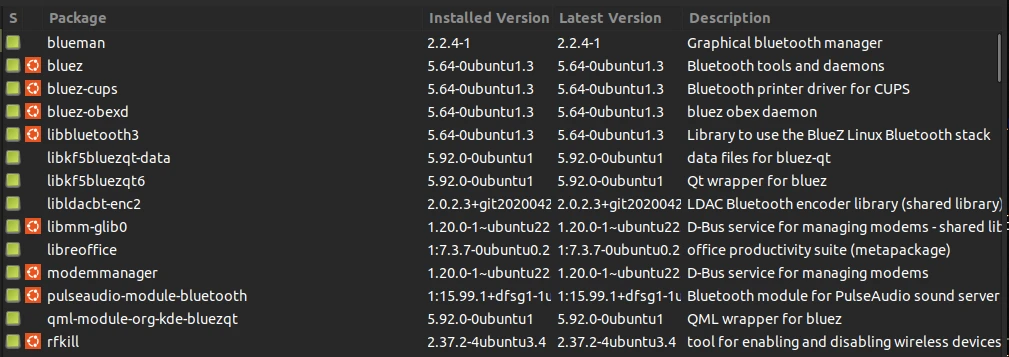 S Package Installed Version Latest Version Description
blueman 2.2.4-1 2.2.4-1 Graphical bluetooth manager
bluez 5.64-0ubuntu1.3 5.64-0ubuntu1.3 Bluetooth tools and daemons
bluez-cups 5.64-0ubuntu1.3 5.64-0ubuntu1.3 Bluetooth printer driver for CUPS
bluez-obexd 5.64-0ubuntu1.3 5.64-0ubuntu1.3 bluez obex daemon
libbluetooth3 5.64-0ubuntu1.3 5.64-0ubuntu1.3 Library to use the BlueZ Linux Bluetooth stack
libkf5bluezqt-data 5.92.0-0ubuntu1 5.92.0-0ubuntu1 data files for bluez-qt
libkf5bluezqt6 5.92.0-0ubuntu1 5.92.0-0ubuntu1 Qt wrapper for bluez
libldacbt-enc2 2.0.2.3+git2020042 2.0.2.3+git2020042 LDAC Bluetooth encoder library (shared library)
libmm-glib0 1.20.0-1~ubuntu22 1.20.0-1~ubuntu22 D-Bus service for managing modems - shared lib
libreoffice 1:7.3.7-0ubuntu0.2 1:7.3.7-0ubuntu0.2 office productivity suite (metapackage)
modemmanager 1.20.0-1~ubuntu22 1.20.0-1~ubuntu22 D-Bus service for managing modems
pulseaudio-module-bluetooth 1:15.99.1+dfsg1-1u 1:15.99.1+dfsg1-1u Bluetooth module for PulseAudio sound server
qml-module-org-kde-bluezqt 5.92.0-0ubuntu1 5.92.0-0ubuntu1 QML wrapper for bluez
rfkill 2.37.2-4ubuntu3.4 2.37.2-4ubuntu3.4 tool for enabling and disabling wireless devices